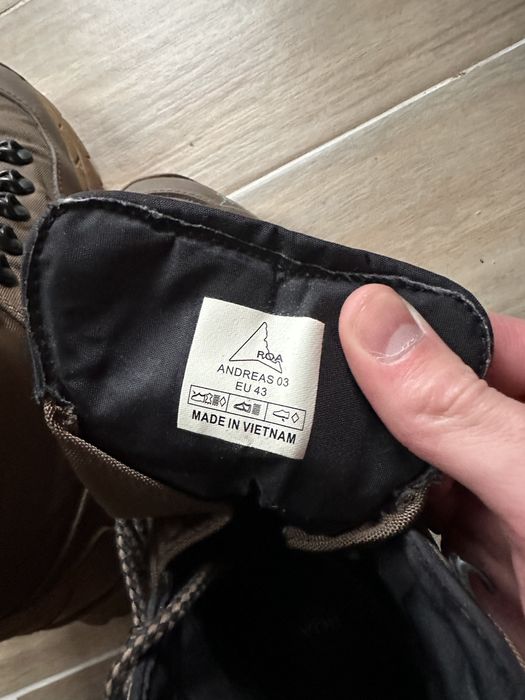 ROA
ANDREAS 03
EU 43
MADE IN VIETNAM